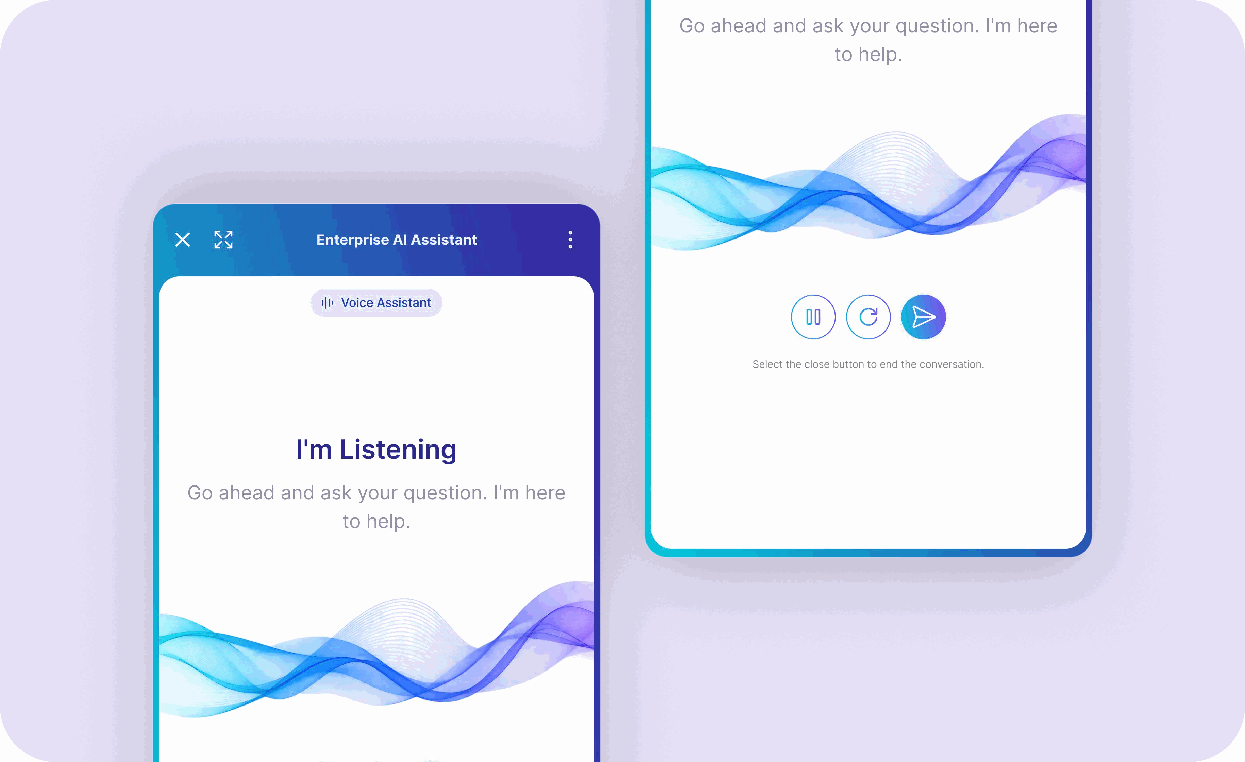 Enterprise AI Assistant
Voice Assistant
I'm Listening
Go ahead and ask your question. I'm here
to help.
Go ahead and ask your question. I'm here
to help.
Select the close button to end the conversation.